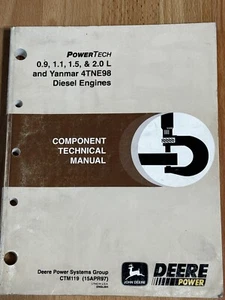 POWERTECH
0.9, 1.1, 1.5, & 2.0 L
and Yanmar 4TNE98
Diesel Engines
COMPONENT
TECHNICAL
MANUAL
Deere Power Systems Group
CTM119 (15APR97)
ENGLISH
JOHN DEERE
DEERE
POWER